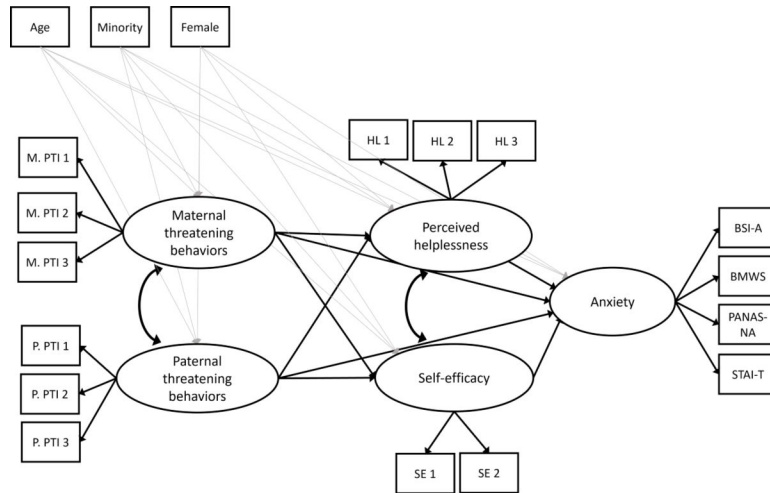 Age
Minority
Female
HL 1
HL 2
HL 3
M. PTI 1
M. PTI 2
M. PTI 3
Maternal
threatening
behaviors
Perceived
helplessness
BSI-A
BMWS
PANAS-
NA
STAI-T
Anxiety
P. PTI 1
P. PTI 2
P. PTI 3
Paternal
threatening
behaviors
Self-efficacy
SE 1
SE 2